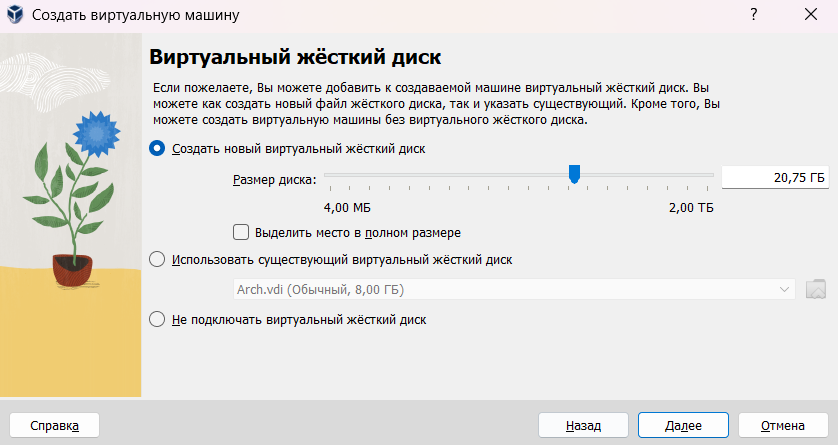 Создать виртуальную машину
?
Виртуальный жёсткий диск
Если пожелаете, Вы можете добавить к создаваемой машине виртуальный жёсткий диск. Вы
можете как создать новый файл жёсткого диска, так и указать существующий. Кроме того, Вы
можете создать виртуальную машины без виртуального жёсткого диска.
Создать новый виртуальный жёсткий диск
Размер диска:
20,75 ГБ
4,00 МБ
2,00 ТБ
Выделить место в полном размере
Использовать существующий виртуальный жёсткий диск
Arch.vdi (Обычный, 8,00 ГБ)
Не подключать виртуальный жёсткий диск
Справка
Назад
Далее
Отмена